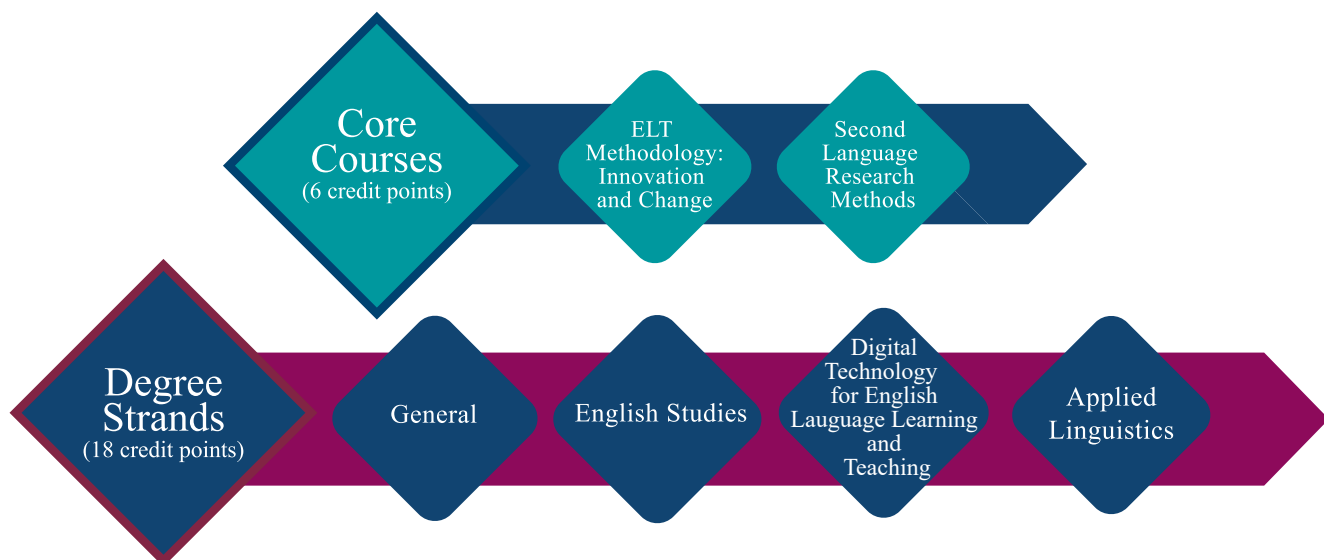 Core
Courses
(6 credit points)
ELT
Methodology:
Innovation
and Change
Second
Language
Research
Methods
Degree
Strands
(18 credit points)
General
English Studies
Digital
Technology
for English
Lauguage Learning
and
Teaching
Applied
Linguistics